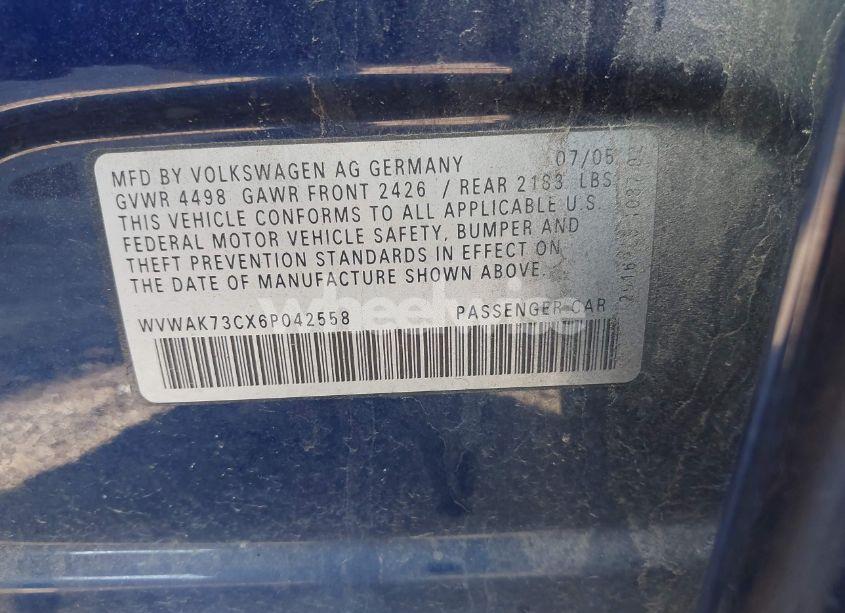 MFD BY VOLKSWAGEN AG GERMANY 07/05
GVWR 4498 GAWR FRONT 2426 / REAR 2183 LBS
THIS VEHICLE CONFORMS TO ALL APPLICABLE U.S.
FEDERAL MOTOR VEHICLE SAFETY, BUMPER AND
THEFT PREVENTION STANDARDS IN EFFECT ON
THE DATE OF MANUFACTURE SHOWN ABOVE.
WVWAK73CX6P042558 PASSENGER CAR
wheelwise